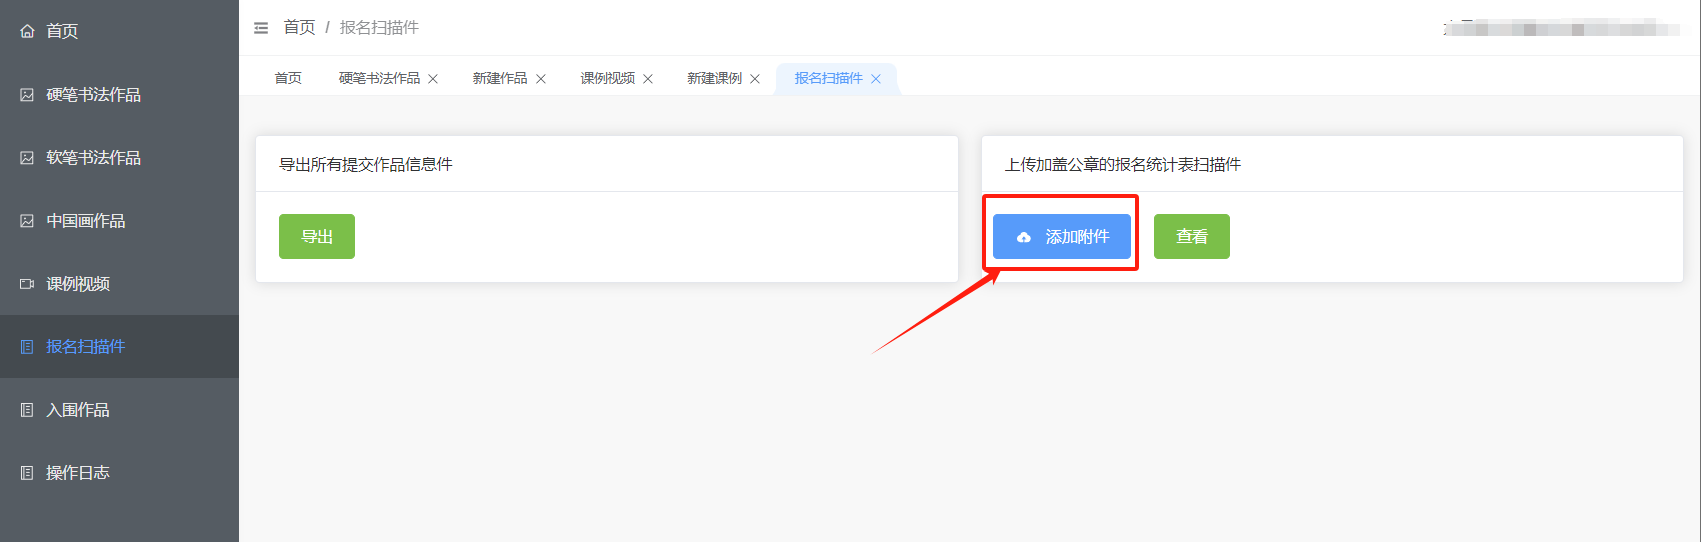 首页
硬笔书法作品
软笔书法作品
中国画作品
课例视频
报名扫描件
入围作品
操作日志
首页 / 报名扫描件
首页 硬笔书法作品 新建作品 课例视频 新建课例 报名扫描件
导出所有提交作品信息件
导出
上传加盖公章的报名统计表扫描件
添加附件 查看